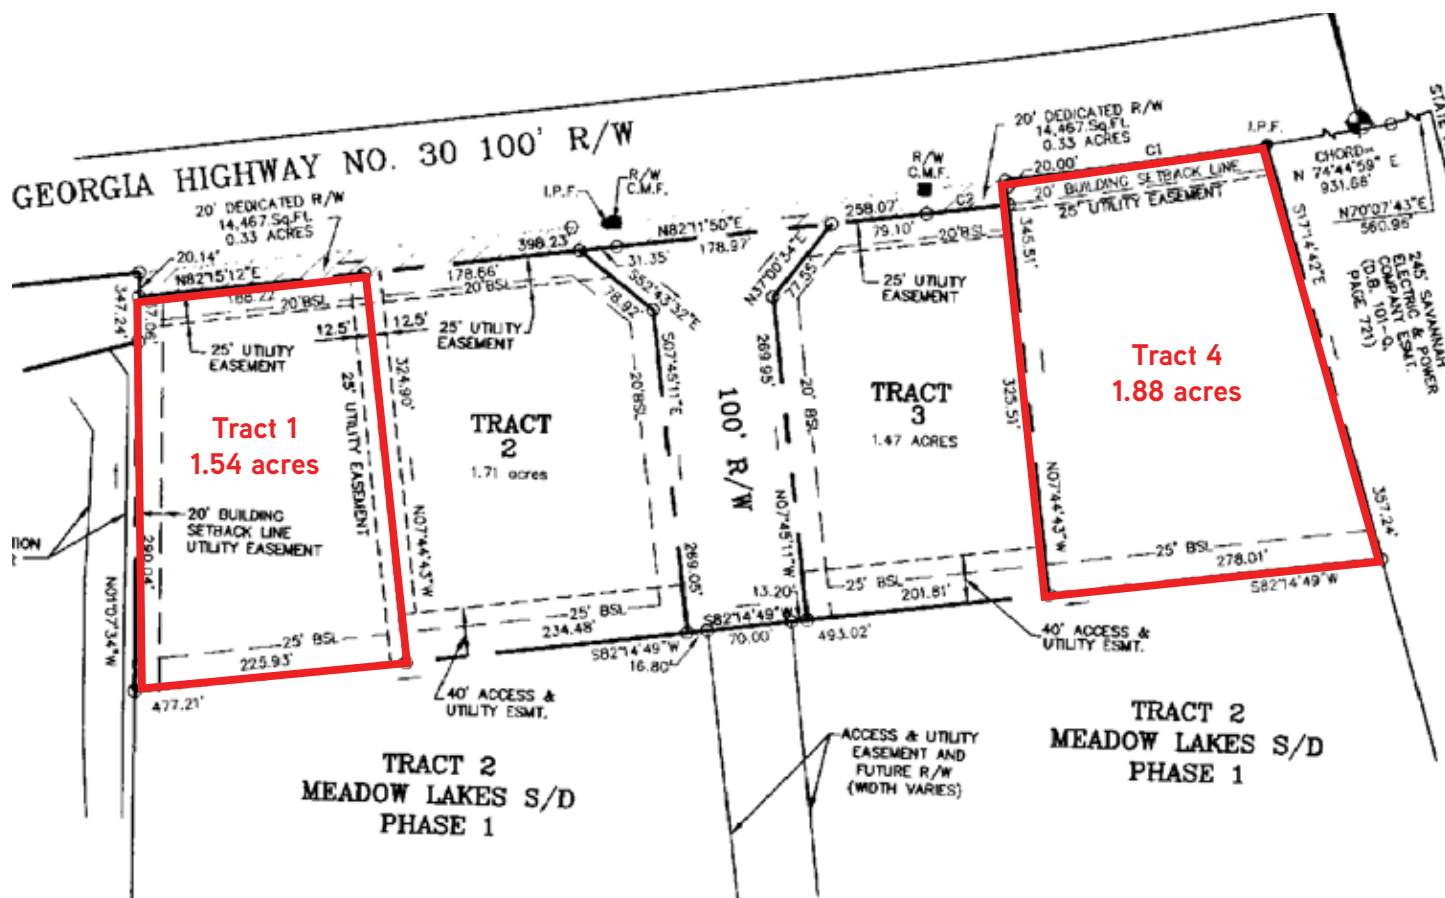 GEORGIA HIGHWAY NO. 30 100' R/W
20' DEDICATED R/W
14,467.Sq.Ft.
0.33 ACRES
I.P.F.
R/W
C.M.F.
R/W
C.M.F.
20' DEDICATED R/W
14,467.Sq.Ft.
0.33 ACRES
20.00'
C1
I.P.F.
CHORD=
N 74°44'59" E
931.68'
N70°07'43"E
560.96'
245' SAVANNAH
ELECTRIC & POWER
COMPANY ESMT.
(D.B. 101-Q,
PAGE 721)
20.14'
N82°15'12"E
188.22'
20'BSL
347.24'
398.23'
178.66'
20'BSL
31.35'
N82°11'50"E
178.97'
258.07'
79.10'
C2
20'BSL
20' BUILDING SETBACK LINE
25' UTILITY EASEMENT
S17°14'42"E
345.51'
12.5'
12.5'
25' UTILITY
EASEMENT
25' UTILITY
EASEMENT
78.92'
S52°43'32"E
N37°00'34"E
77.55'
25' UTILITY
EASEMENT
324.90'
25' UTILITY EASEMENT
S07°45'11"E
20'BSL
269.95'
20' BSL
100' R/W
325.51'
Tract 1
1.54 acres
TRACT
2
1.71 acres
TRACT
3
1.47 ACRES
Tract 4
1.88 acres
20' BUILDING
SETBACK LINE
UTILITY EASEMENT
290.04'
N01°07'34"W
N07°44'43"W
269.05'
N07°45'11"W
N07°44'43"W
357.24'
TION
25' BSL
225.93'
477.21'
25' BSL
234.48'
S82°14'49"W
16.80'
S82°14'49"W
70.00'
13.20'
493.02'
25' BSL
201.81'
25' BSL
278.01'
S82°14'49"W
40' ACCESS &
UTILITY ESMT.
40' ACCESS &
UTILITY ESMT.
ACCESS & UTILITY
EASEMENT AND
FUTURE R/W
(WIDTH VARIES)
TRACT 2
MEADOW LAKES S/D
PHASE 1
TRACT 2
MEADOW LAKES S/D
PHASE 1